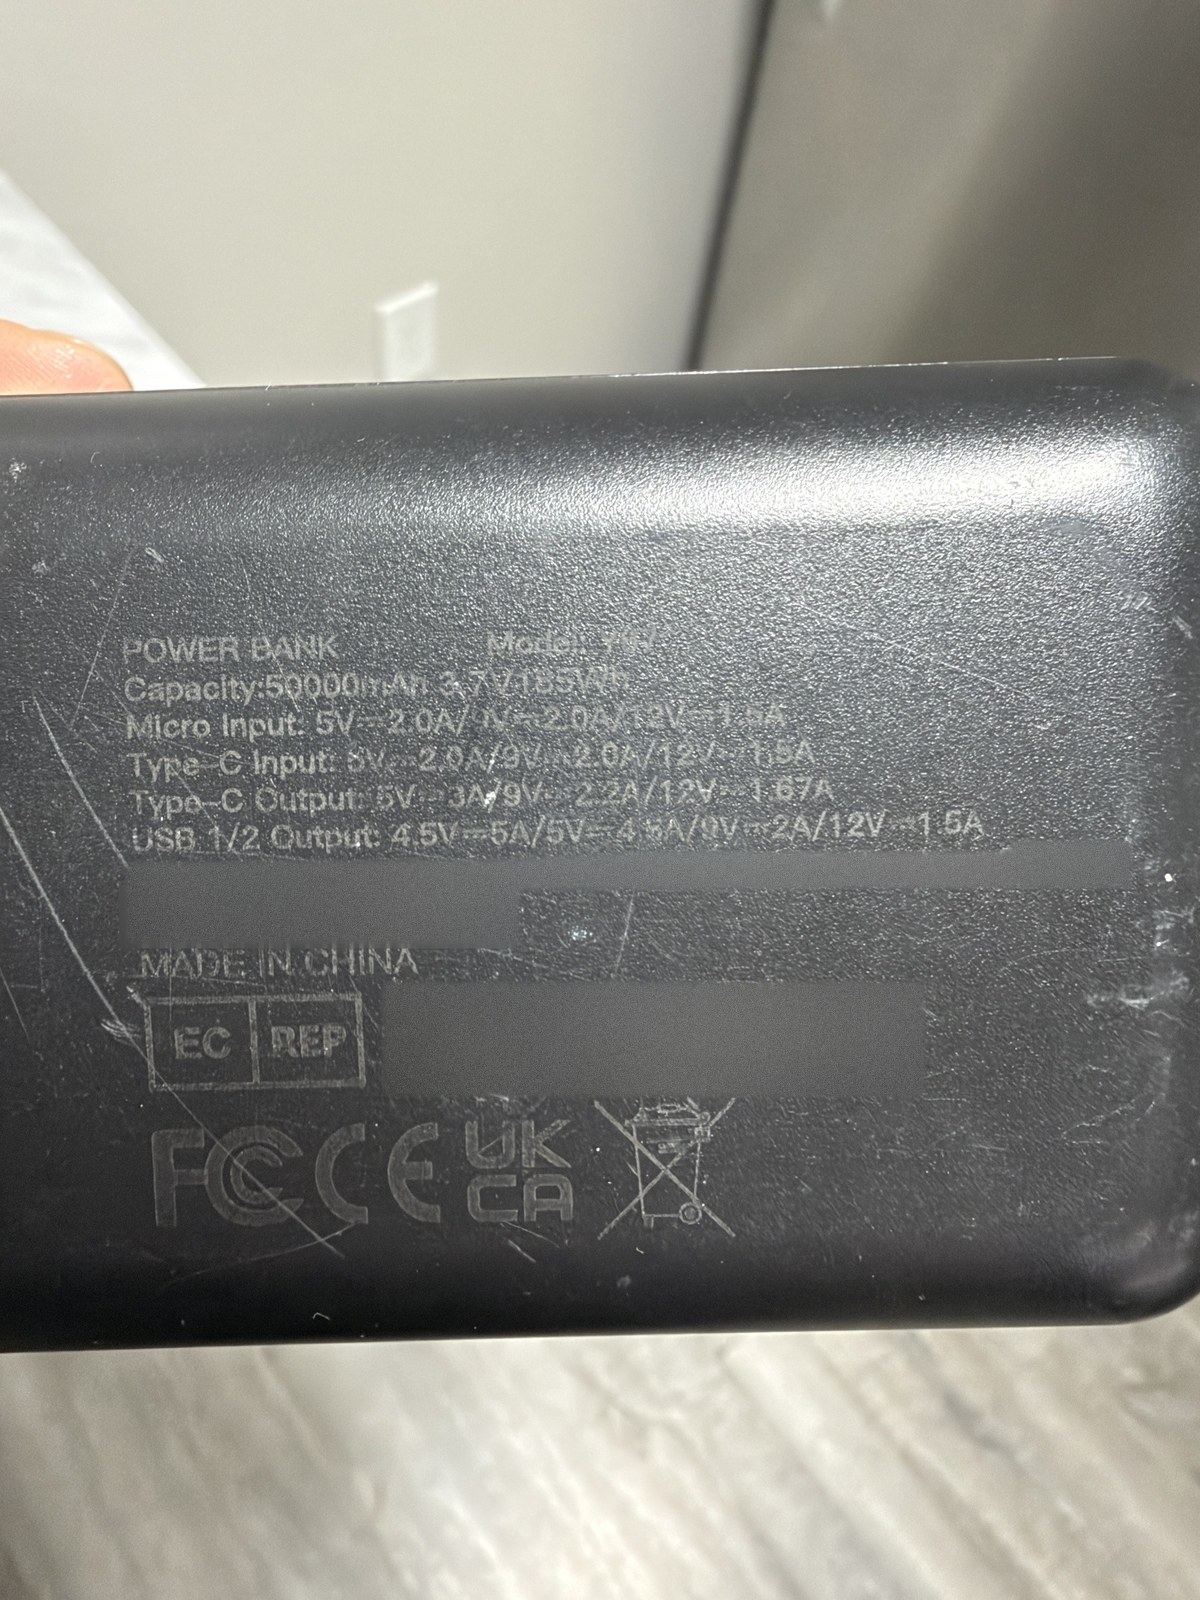 POWER BANK Model:
Capacity:50000mAh 3.7V185Wh
Micro Input: 5V⎓2.0A/9V⎓2.0A/12V⎓1.5A
Type-C Input: 5V⎓2.0A/9V⎓2.0A/12V⎓1.5A
Type-C Output: 5V⎓3A/9V⎓2.2A/12V⎓1.67A
USB 1/2 Output: 4.5V⎓5A/5V⎓4.5A/9V⎓2A/12V⎓1.5A
MADE IN CHINA
EC REP
FC CE UK
CA